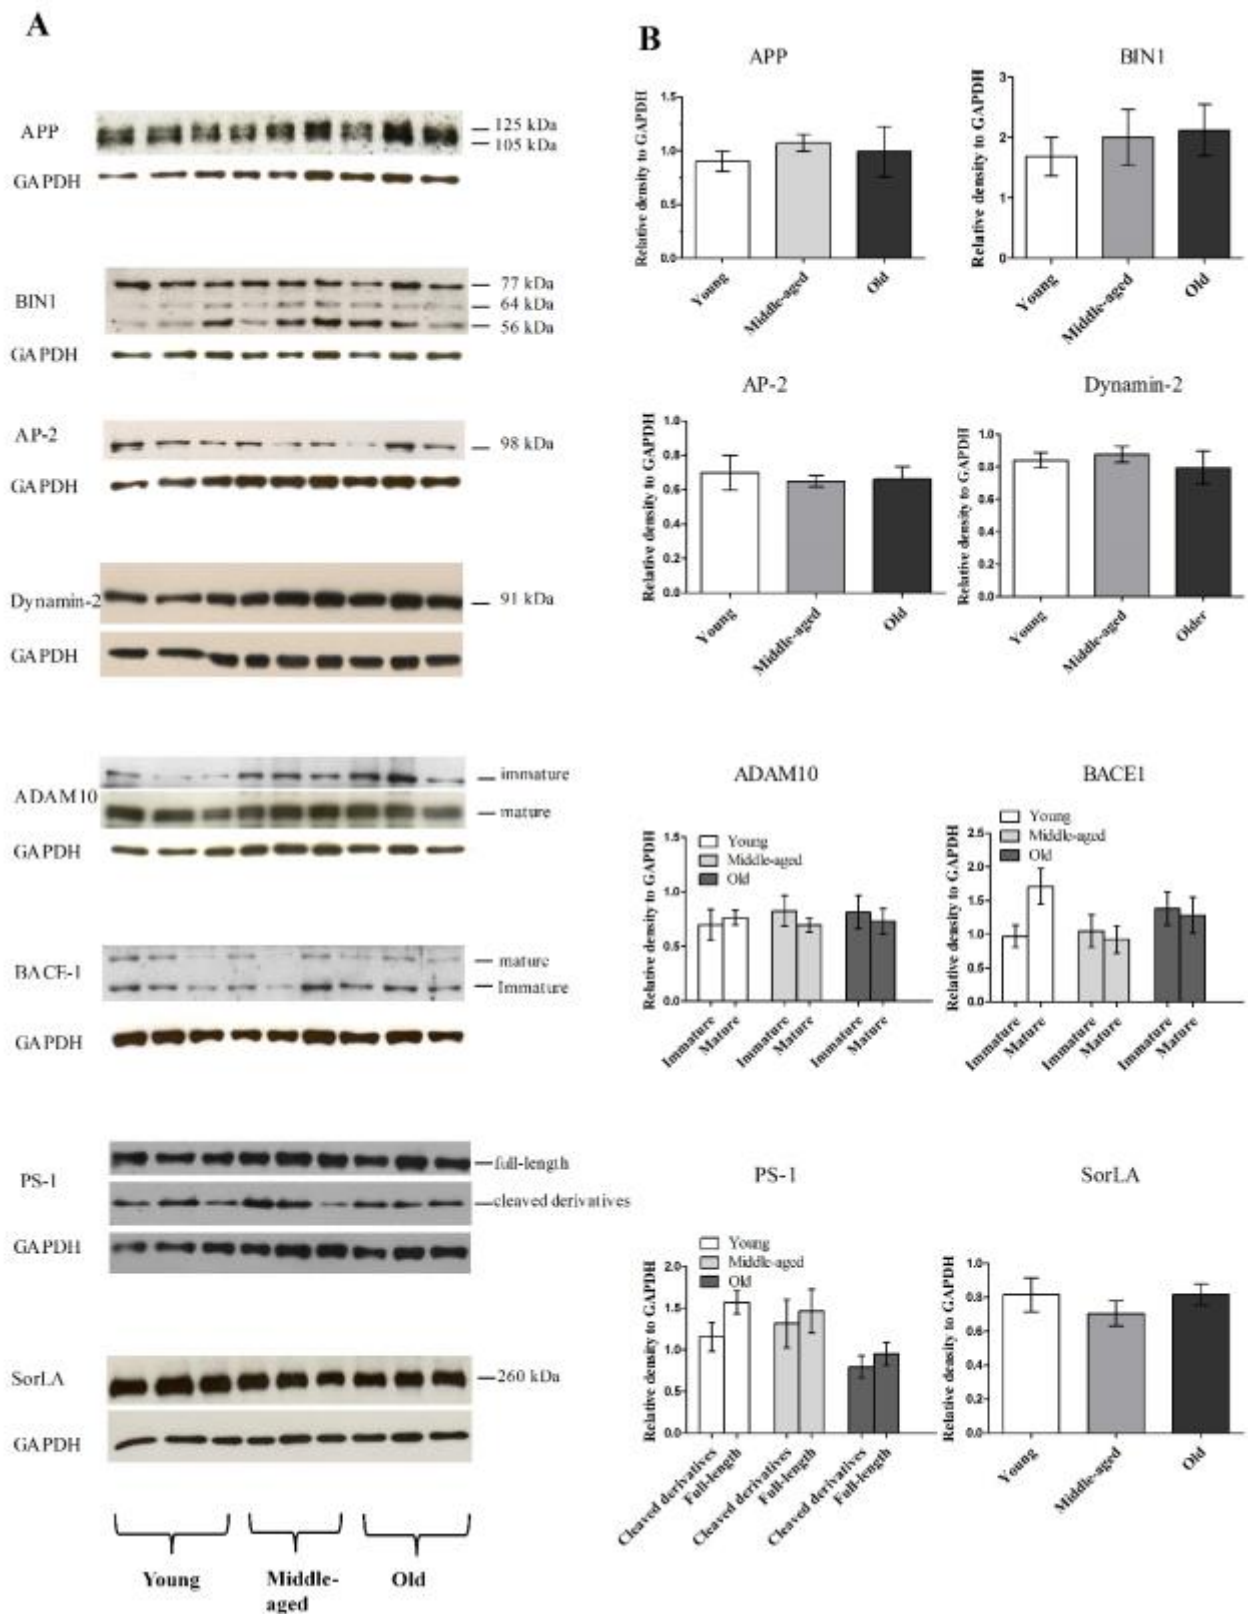 A
APP
125 kDa
105 kDa
GAPDH
BIN1
77 kDa
64 kDa
56 kDa
GAPDH
AP-2
98 kDa
GAPDH
Dynamin-2
91 kDa
GAPDH
ADAM10
immature
mature
GAPDH
BACE-1
mature
Immature
GAPDH
PS-1
full-length
cleaved derivatives
GAPDH
SorLA
260 kDa
GAPDH
Young
Middle-
aged
Old
B
APP
Relative density to GAPDH
1.5
1.0
0.5
0.0
Young
Middle-aged
Old
BIN1
Relative density to GAPDH
3
2
1
0
Young
Middle-aged
Old
AP-2
Relative density to GAPDH
1.0
0.8
0.6
0.4
0.2
0.0
Young
Middle-aged
Old
Dynamin-2
Relative density to GAPDH
1.0
0.8
0.6
0.4
0.2
0.0
Young
Middle-aged
Older
ADAM10
Young
Middle-aged
Old
Relative density to GAPDH
1.5
1.0
0.5
0.0
Immature
Mature
Immature
Mature
Immature
Mature
BACE1
Young
Middle-aged
Old
Relative density to GAPDH
2.5
2.0
1.5
1.0
0.5
0.0
Immature
Mature
Immature
Mature
Immature
Mature
PS-1
Young
Middle-aged
Old
Relative density to GAPDH
2.0
1.5
1.0
0.5
0.0
Cleaved derivatives
Full-length
Cleaved derivatives
Full-length
Cleaved derivatives
Full-length
SorLA
Relative density to GAPDH
1.0
0.8
0.6
0.4
0.2
0.0
Young
Middle-aged
Old